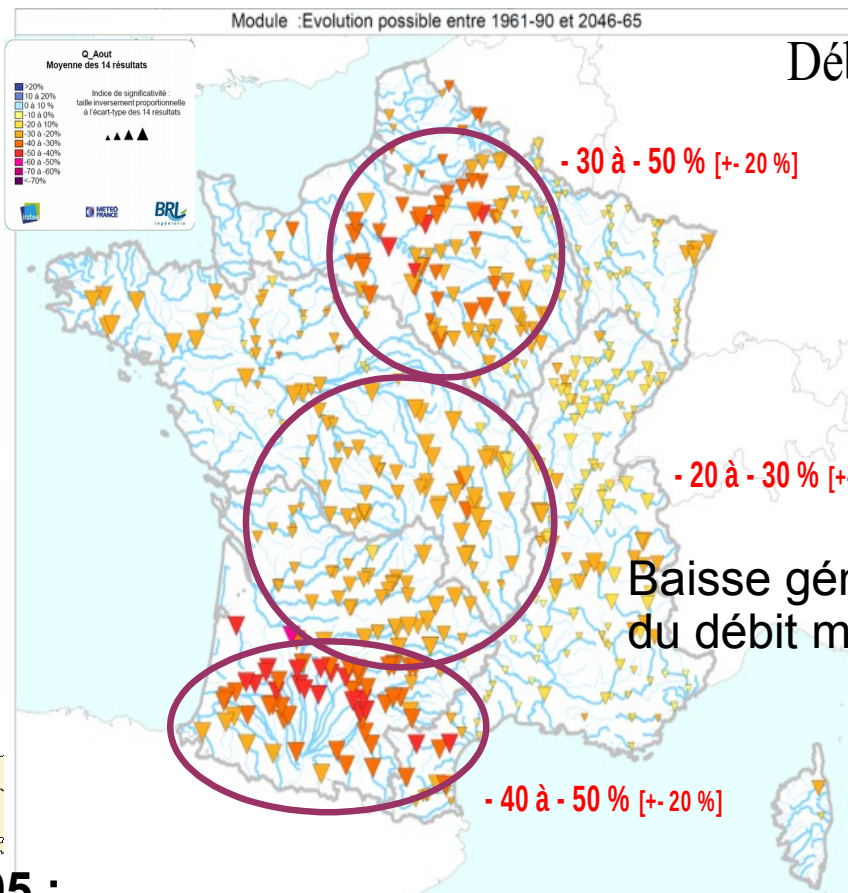 Module :Evolution possible entre 1961-90 et 2046-65
Q_Aout
Moyenne des 14 résultats
>20%
10 à 20%
0 à 10 %
-10 à 0%
-20 à 10%
-30 à -20%
-40 à -30%
-50 à -40%
-60 à -50%
-70 à -60%
<-70%
Indice de significativité :
taille inversement proportionnelle
à l'écart-type des 14 résultats
METEO
FRANCE
BRL
Ingénierie
Déb
- 30 à - 50 % [+- 20 %]
- 20 à - 30 % [+-
Baisse gén
du débit m
- 40 à - 50 % [+- 20 %]
05 :